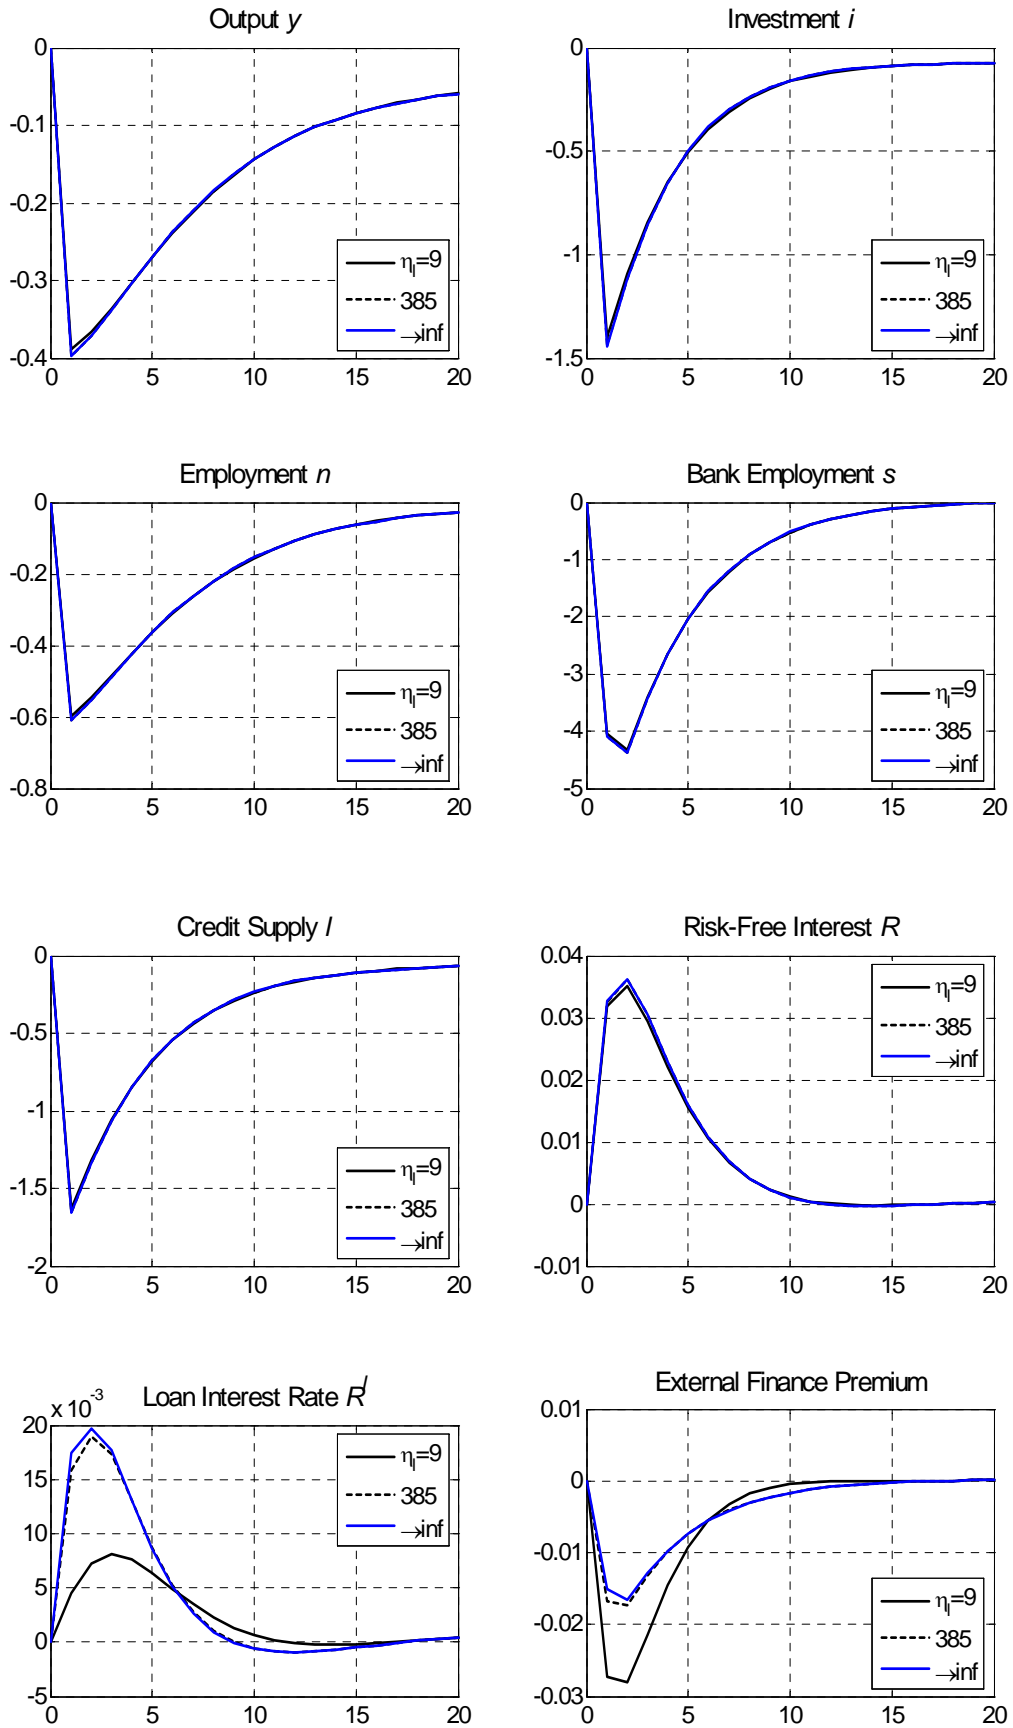 Output y
0
-0.1
-0.2
-0.3
-0.4
0 5 10 15 20
η_l=9
385
→inf
Investment i
0
-0.5
-1
-1.5
0 5 10 15 20
η_l=9
385
→inf
Employment n
0
-0.2
-0.4
-0.6
-0.8
0 5 10 15 20
η_l=9
385
→inf
Bank Employment s
0
-1
-2
-3
-4
-5
0 5 10 15 20
η_l=9
385
→inf
Credit Supply l
0
-0.5
-1
-1.5
-2
0 5 10 15 20
η_l=9
385
→inf
Risk-Free Interest R
0.04
0.03
0.02
0.01
0
-0.01
0 5 10 15 20
η_l=9
385
→inf
Loan Interest Rate R^l
x 10^-3
20
15
10
5
0
-5
0 5 10 15 20
η_l=9
385
→inf
External Finance Premium
0.01
0
-0.01
-0.02
-0.03
0 5 10 15 20
η_l=9
385
→inf